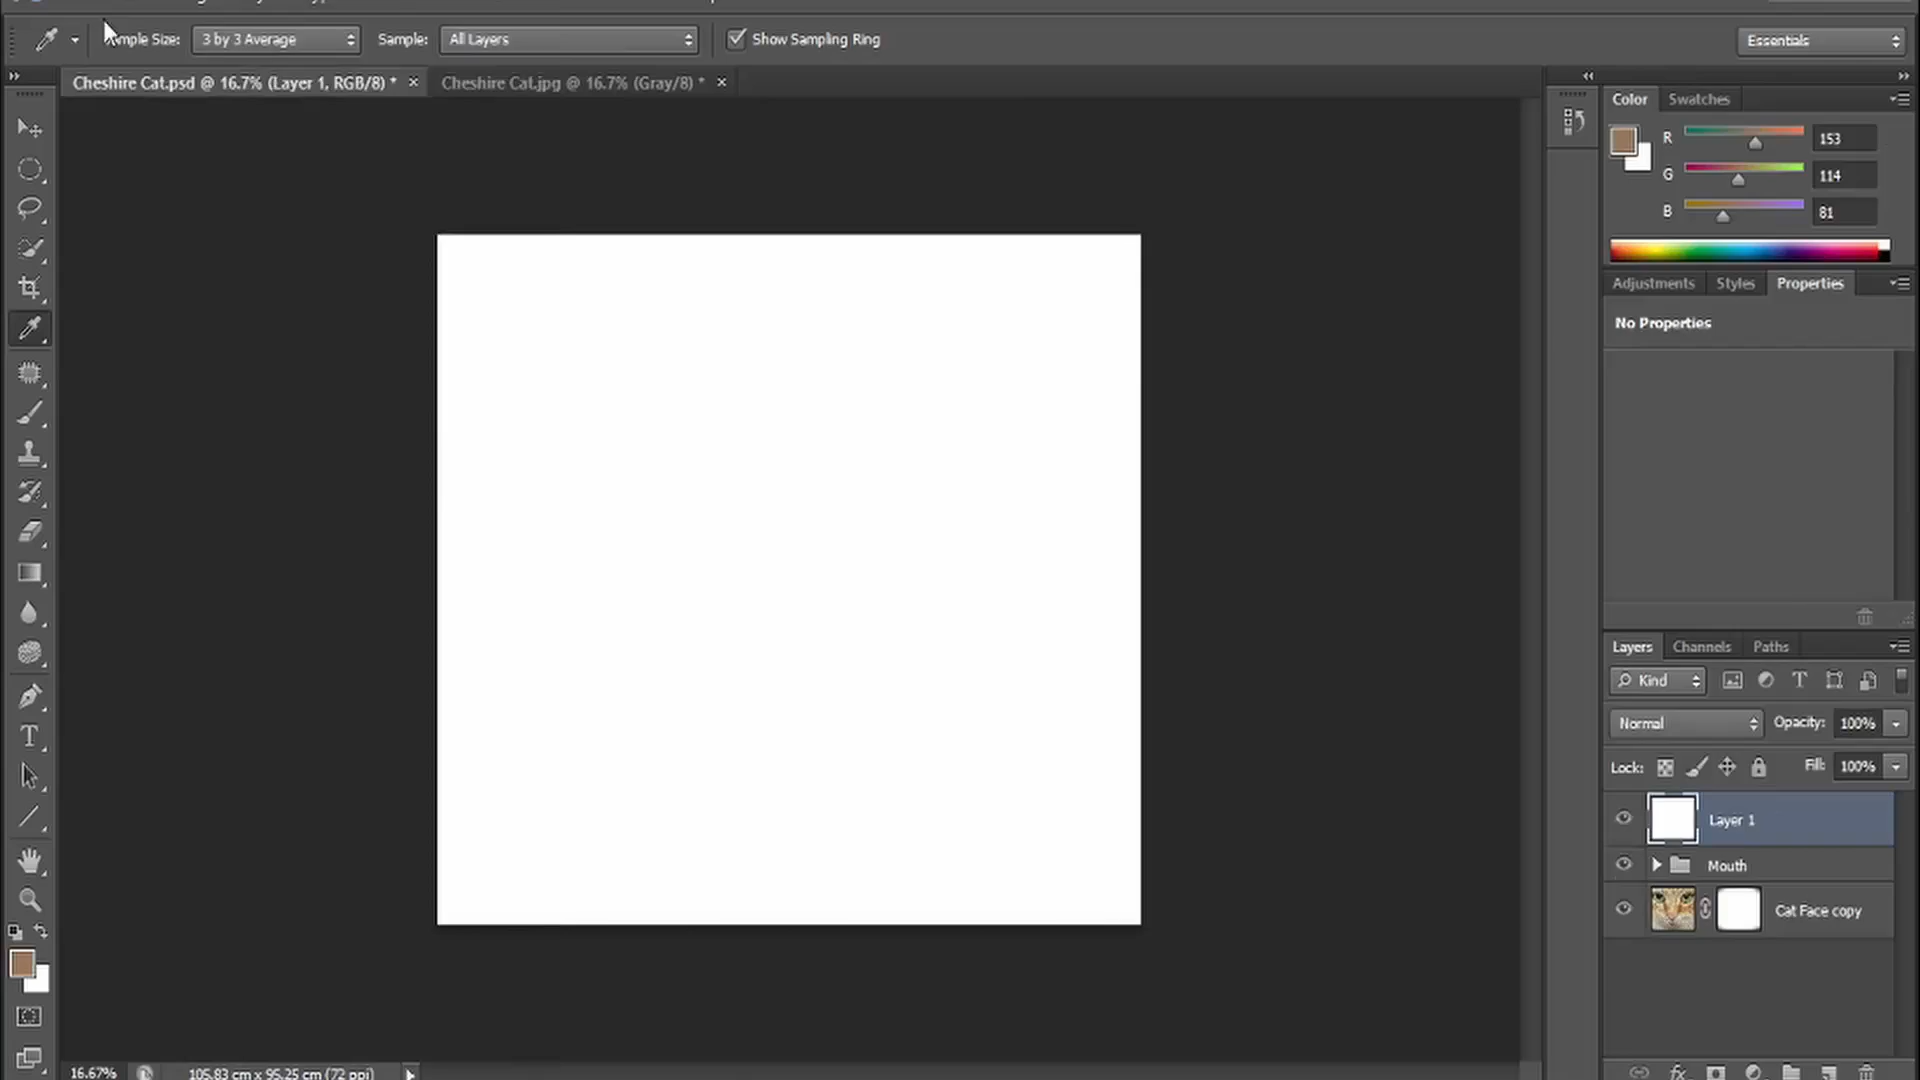 Sample Size: 3 by 3 Average Sample: All Layers Show Sampling Ring Essentials
Cheshire Cat.psd @ 16.7% (Layer 1, RGB/8) * × Cheshire Cat.jpg @ 16.7% (Gray/8) * ×
Color Swatches
R 153
G 114
B 81
Adjustments Styles Properties
No Properties
Layers Channels Paths
Kind
Normal Opacity: 100%
Lock: Fill: 100%
Layer 1
Mouth
Cat Face copy
16.67% 105.83 cm x 95.25 cm (72 ppi)